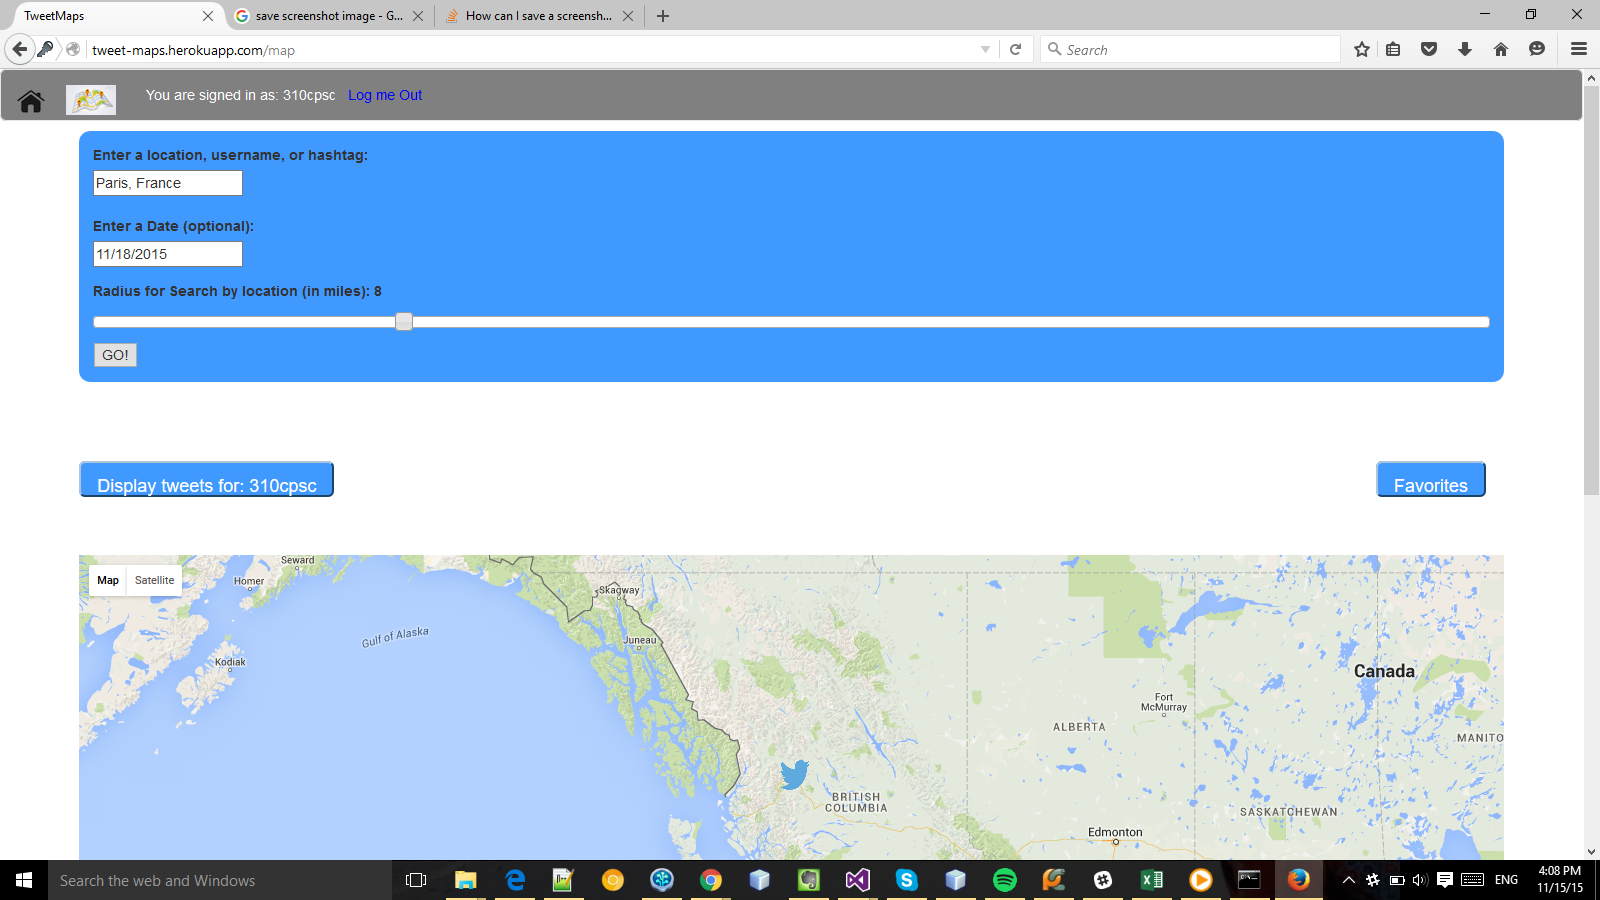 TweetMaps
save screenshot image - G...
How can I save a screensh...
tweet-maps.herokuapp.com/map
Search
You are signed in as: 310cpsc Log me Out
Enter a location, username, or hashtag:
Paris, France
Enter a Date (optional):
11/18/2015
Radius for Search by location (in miles): 8
GO!
Display tweets for: 310cpsc
Favorites
Map Satellite
Seward
Homer
Skagway
Gulf of Alaska
Juneau
Kodiak
Canada
Fort
McMurray
ALBERTA
MANITO
BRITISH
COLUMBIA
SASKATCHEWAN
Edmonton
Search the web and Windows
ENG
4:08 PM
11/15/15